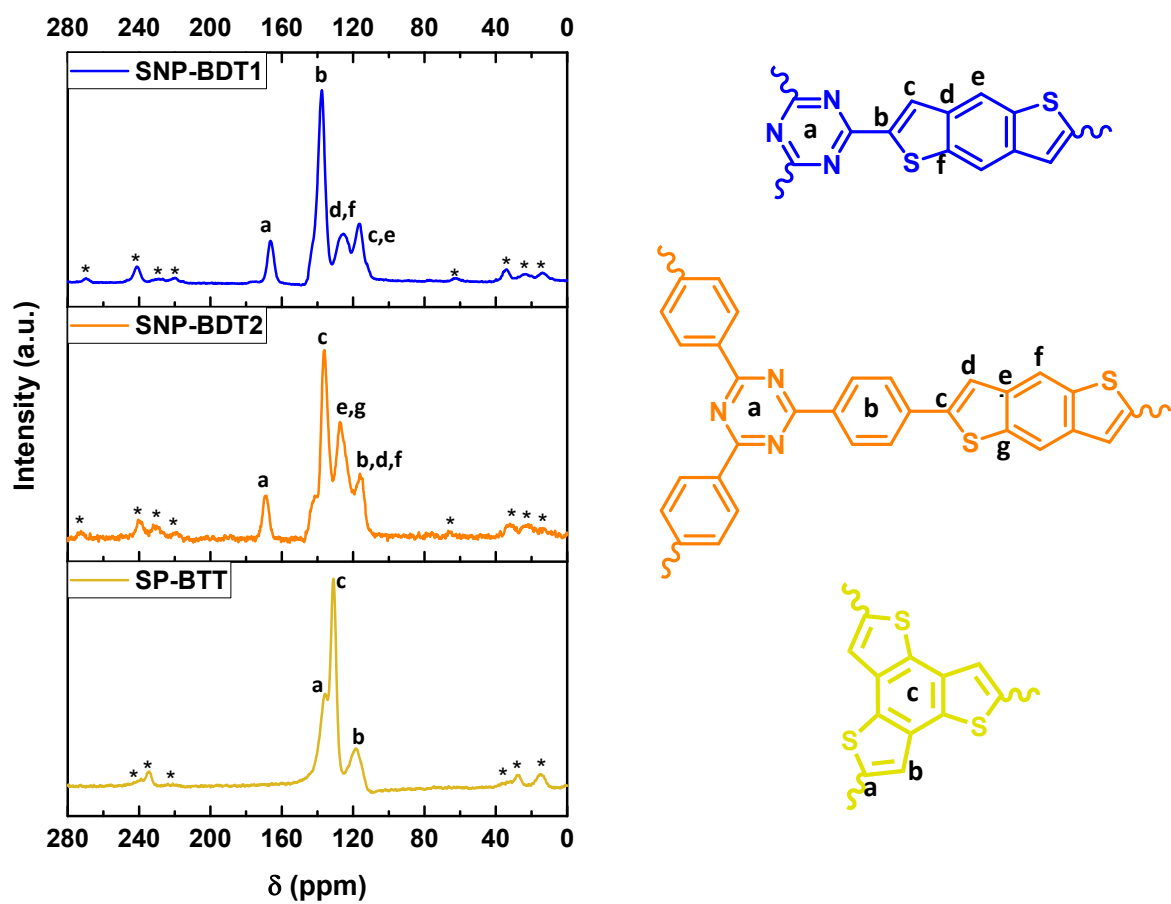 280 240 200 160 120 80 40 0
SNP-BDT1
b
a
d,f
c,e
* * * * * * * *
SNP-BDT2
c
e,g
b,d,f
a
* * * * * * * *
SP-BTT
c
a
b
* * * * * *
280 240 200 160 120 80 40 0
δ (ppm)
Intensity (a.u.)
N N N
a
b
c
d
e
f
S
S
N N N
a
b
c
d
e
f
g
S
S
S
S
S
c
b
a